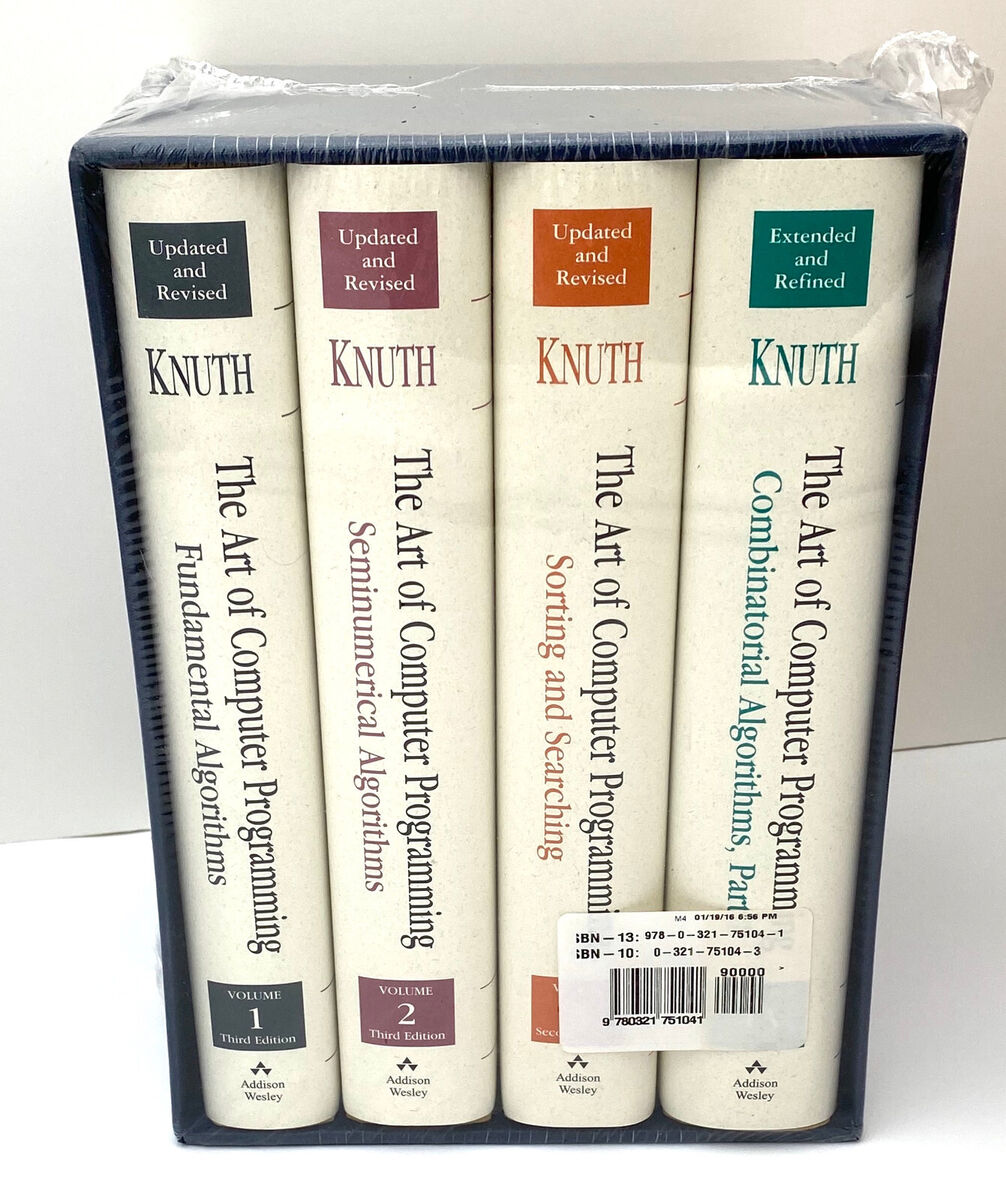 Updated
and
Revised
KNUTH
The Art of Computer Programming
Fundamental Algorithms
VOLUME
1
Third Edition
Addison
Wesley
Updated
and
Revised
KNUTH
The Art of Computer Programming
Seminumerical Algorithms
VOLUME
2
Third Edition
Addison
Wesley
Updated
and
Revised
KNUTH
The Art of Computer Programmi
Sorting and Searching
V
Seco
Addison
Wesley
Extended
and
Refined
KNUTH
The Art of Computer Programm
Combinatorial Algorithms, Part
Addison
Wesley
M4 01/19/16 6:56 PM
SBN-13: 978-0-321-75104-1
SBN-10: 0-321-75104-3
90000 >
9 780321 751041